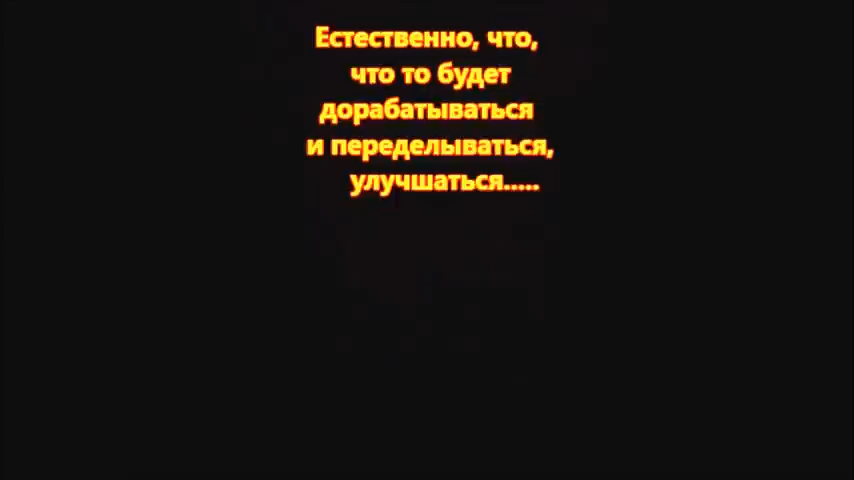 Естественно, что,
что то будет
дорабатываться
и переделываться,
улучшаться.....